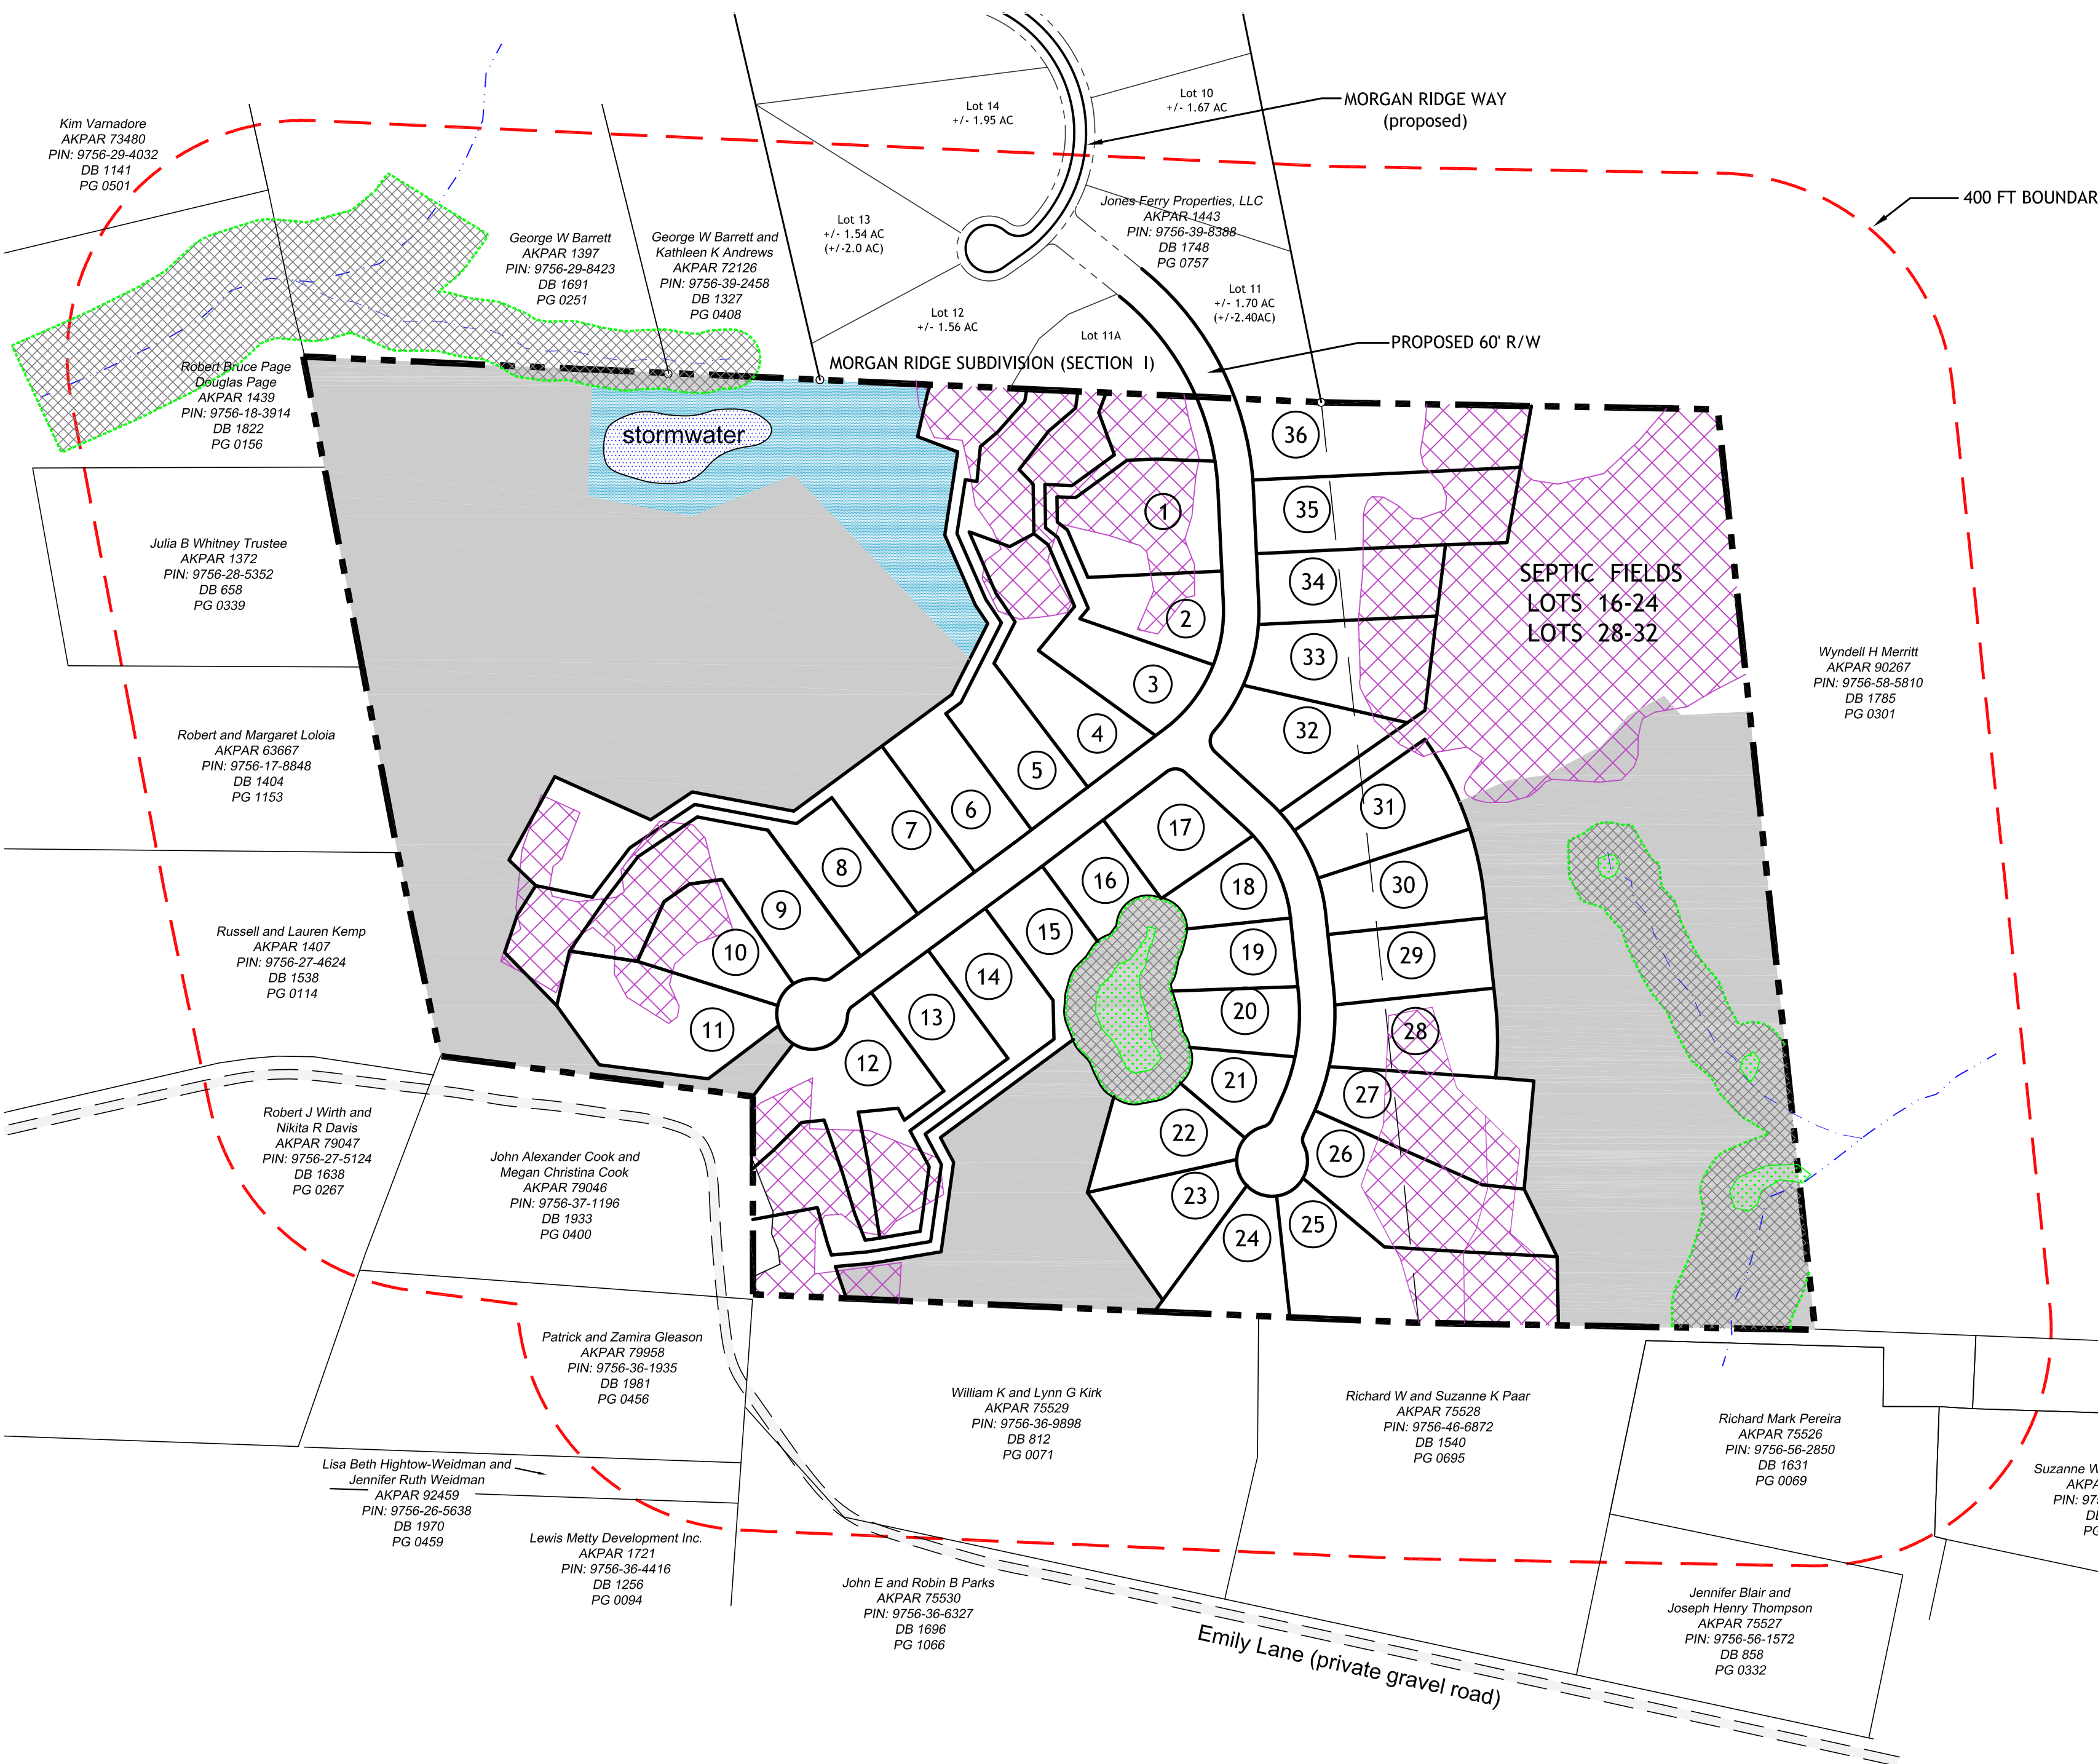 Kim Varnadore
AKPAR 73480
PIN: 9756-29-4032
DB 1141
PG 0501
Lot 14
+/- 1.95 AC
Lot 10
+/- 1.67 AC
MORGAN RIDGE WAY
(proposed)
400 FT BOUNDAR
Jones Ferry Properties, LLC
AKPAR 1443
PIN: 9756-39-8388
DB 1748
PG 0757
Lot 13
+/- 1.54 AC
(+/-2.0 AC)
George W Barrett
AKPAR 1397
PIN: 9756-29-8423
DB 1691
PG 0251
George W Barrett and
Kathleen K Andrews
AKPAR 72126
PIN: 9756-39-2458
DB 1327
PG 0408
Lot 11
+/- 1.70 AC
(+/-2.40AC)
Lot 12
+/- 1.56 AC
Lot 11A
PROPOSED 60' R/W
MORGAN RIDGE SUBDIVISION (SECTION I)
Robert Bruce Page
Douglas Page
AKPAR 1439
PIN: 9756-18-3914
DB 1822
PG 0156
stormwater
36
35
1
34
2
33
3
32
4
5
SEPTIC FIELDS
LOTS 16-24
LOTS 28-32
Julia B Whitney Trustee
AKPAR 1372
PIN: 9756-28-5352
DB 658
PG 0339
Wyndell H Merritt
AKPAR 90267
PIN: 9756-58-5810
DB 1785
PG 0301
Robert and Margaret Loloia
AKPAR 63667
PIN: 9756-17-8848
DB 1404
PG 1153
6
7
8
9
10
11
17
31
16
18
30
15
19
29
14
20
28
13
12
21
27
22
26
23
25
24
Russell and Lauren Kemp
AKPAR 1407
PIN: 9756-27-4624
DB 1538
PG 0114
Robert J Wirth and
Nikita R Davis
AKPAR 79047
PIN: 9756-27-5124
DB 1638
PG 0267
John Alexander Cook and
Megan Christina Cook
AKPAR 79046
PIN: 9756-37-1196
DB 1933
PG 0400
Patrick and Zamira Gleason
AKPAR 79958
PIN: 9756-36-1935
DB 1981
PG 0456
William K and Lynn G Kirk
AKPAR 75529
PIN: 9756-36-9898
DB 812
PG 0071
Richard W and Suzanne K Paar
AKPAR 75528
PIN: 9756-46-6872
DB 1540
PG 0695
Richard Mark Pereira
AKPAR 75526
PIN: 9756-56-2850
DB 1631
PG 0069
Suzanne W
AKPA
PIN: 975
DB
PG
Lisa Beth Hightow-Weidman and
Jennifer Ruth Weidman
AKPAR 92459
PIN: 9756-26-5638
DB 1970
PG 0459
Lewis Metty Development Inc.
AKPAR 1721
PIN: 9756-36-4416
DB 1256
PG 0094
John E and Robin B Parks
AKPAR 75530
PIN: 9756-36-6327
DB 1696
PG 1066
Jennifer Blair and
Joseph Henry Thompson
AKPAR 75527
PIN: 9756-56-1572
DB 858
PG 0332
Emily Lane (private gravel road)